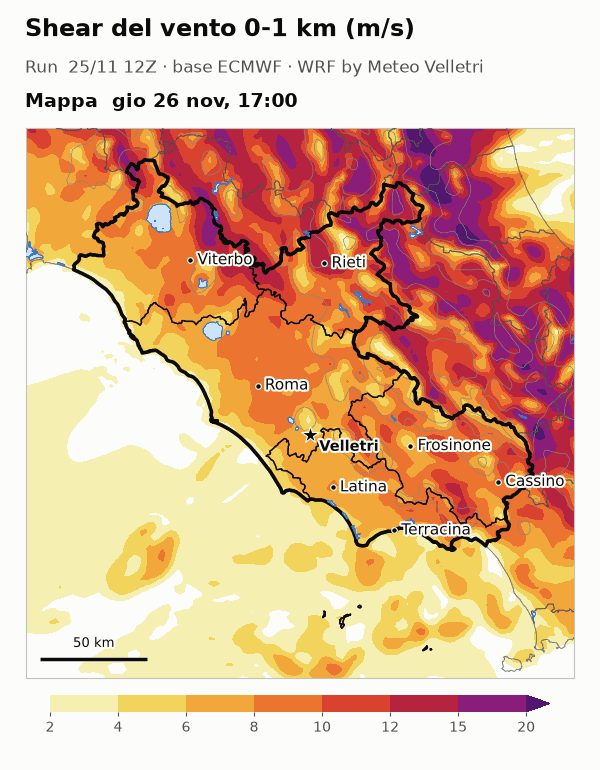 Shear del vento 0-1 km (m/s)
Run 25/11 12Z · base ECMWF · WRF by Meteo Velletri
Mappa gio 26 nov, 17:00
Viterbo
Rieti
Roma
Velletri
Frosinone
Cassino
Latina
Terracina
50 km
2 4 6 8 10 12 15 20